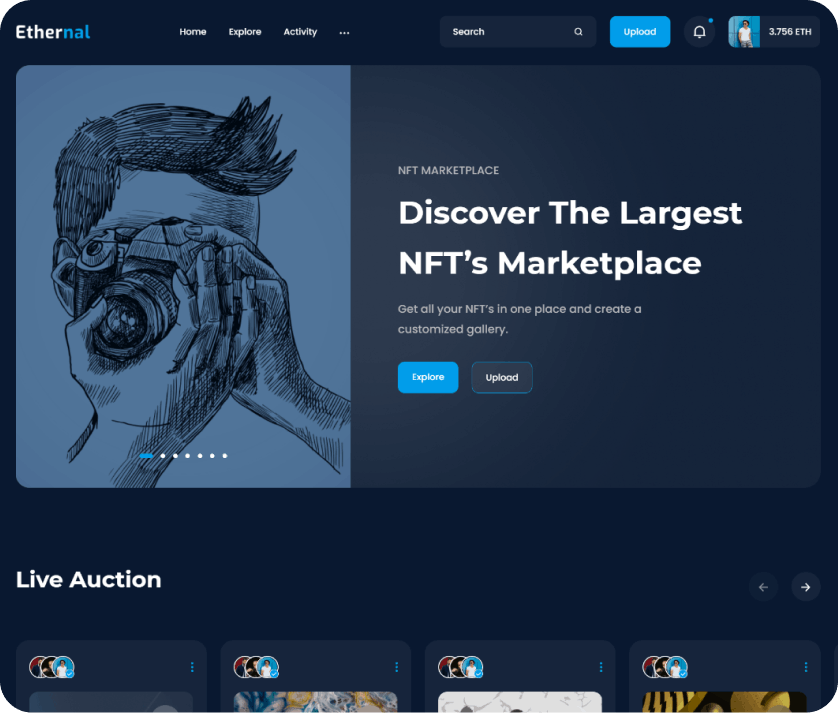 Ethernal
Home Explore Activity ...
Search
Upload
3.756 ETH
NFT MARKETPLACE
Discover The Largest
NFT’s Marketplace
Get all your NFT’s in one place and create a
customized gallery.
Explore
Upload
Live Auction